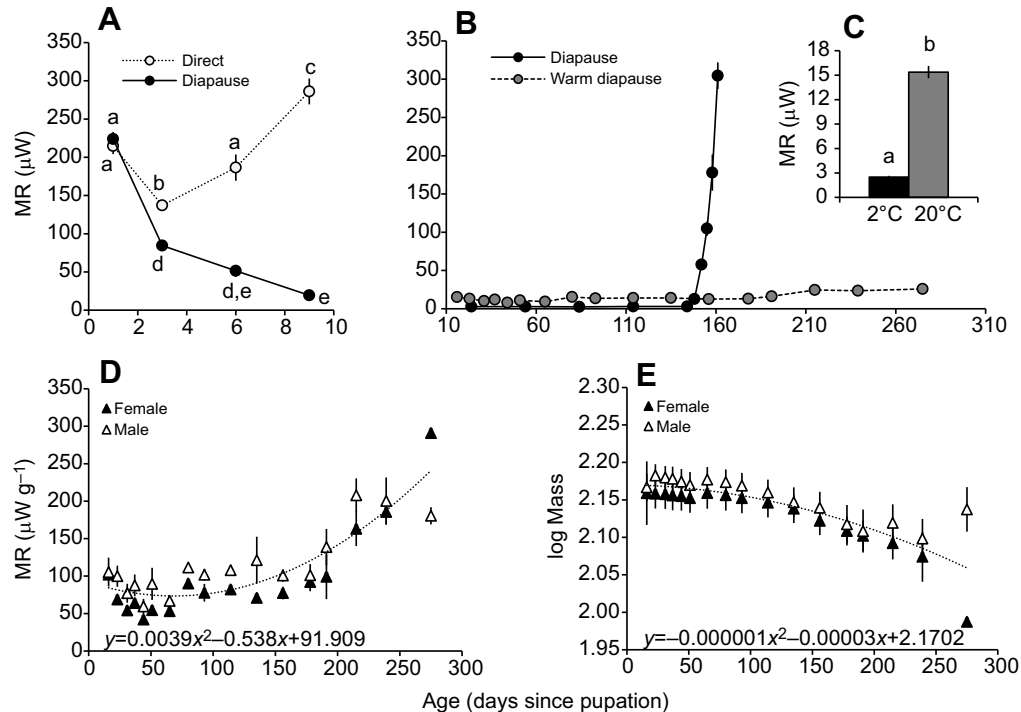 A
350
300
250
200
150
100
50
0
MR (µW)
Direct
Diapause
a
a
b
a
c
d
d,e
e
0 2 4 6 8 10
B
350
300
250
200
150
100
50
0
Diapause
Warm diapause
10 60 110 160 210 260 310
C
18
15
12
9
6
3
0
MR (µW)
a
b
2°C 20°C
D
350
300
250
200
150
100
50
0
MR (µW g⁻¹)
Female
Male
y=0.0039x²–0.538x+91.909
0 50 100 150 200 250 300
E
2.30
2.25
2.20
2.15
2.10
2.05
2.00
1.95
log Mass
Female
Male
y=–0.000001x²–0.00003x+2.1702
0 50 100 150 200 250 300
Age (days since pupation)